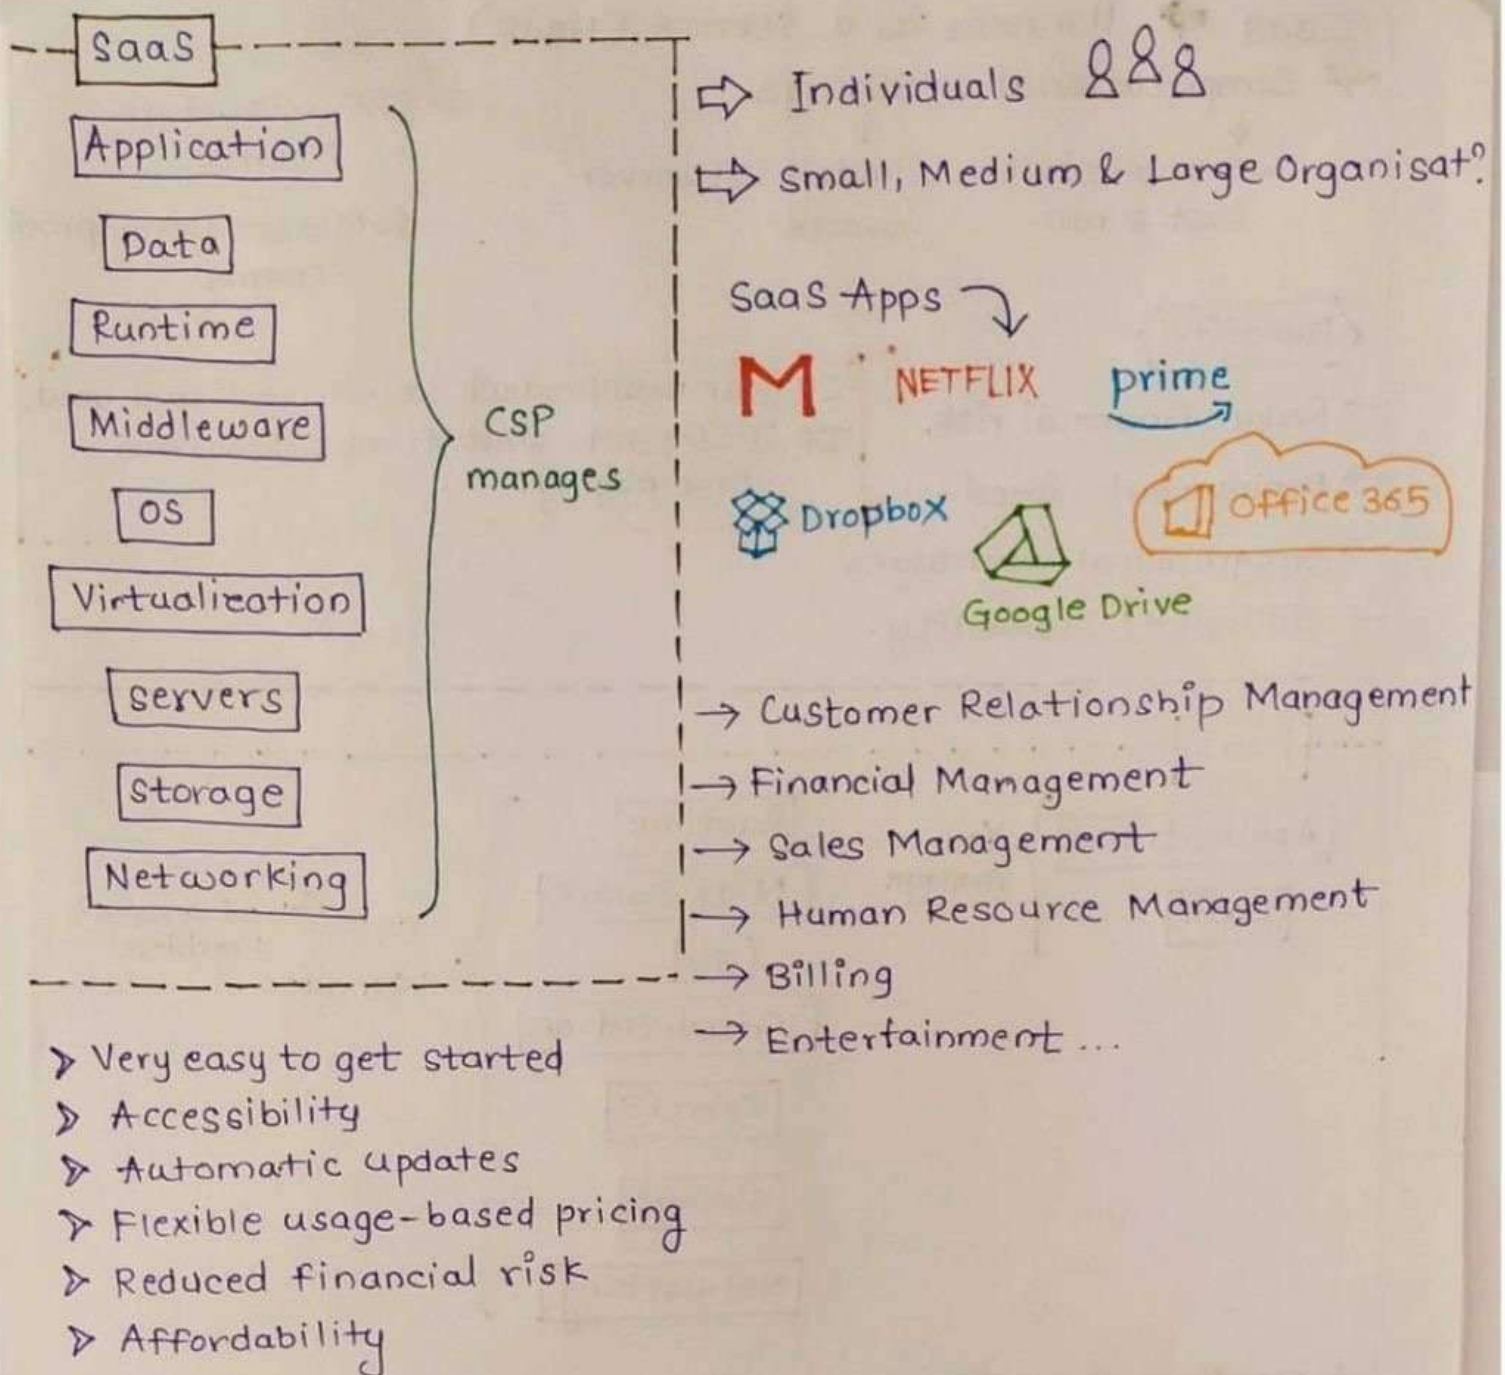 SaaS
Application
Data
Runtime
Middleware
OS
Virtualization
Servers
Storage
Networking
CSP
manages
Individuals
Small, Medium & Large Organisatn
SaaS Apps
M
NETFLIX
prime
Dropbox
Office 365
Google Drive
→ Customer Relationship Management
→ Financial Management
→ Sales Management
→ Human Resource Management
→ Billing
→ Entertainment ...
Very easy to get started
Accessibility
Automatic updates
Flexible usage-based pricing
Reduced financial risk
Affordability